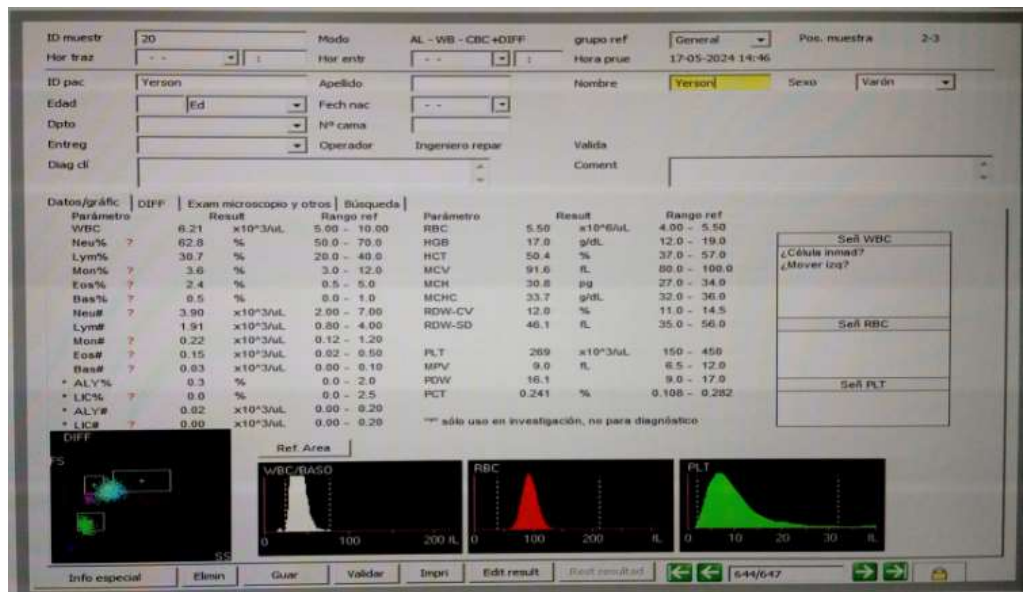 ID muestr 20 Modo AL - WB - CBC+DIFF grupo ref General Pos. muestra 2-3
Hor traz - - : Hor entr - - : Hora prue 17-05-2024 14:46
ID pac Yerson Apellido Nombre Yerson Sexo Varón
Edad Ed Fech nac - -
Dpto Nº cama
Entreg Operador Ingeniero repar Valida
Diag clí Coment
Datos/gráfic DIFF Exam microscopio y otros Búsqueda
Parámetro Result Rango ref Parámetro Result Rango ref
WBC 6.21 x10^3/uL 5.00 - 10.00 RBC 5.50 x10^6/uL 4.00 - 5.50
Neu% ? 62.8 % 50.0 - 70.0 HGB 17.0 g/dL 12.0 - 19.0 Señ WBC
Lym% 30.7 % 20.0 - 40.0 HCT 50.4 % 37.0 - 57.0 ¿Célula inmad?
Mon% ? 3.6 % 3.0 - 12.0 MCV 91.6 fL 80.0 - 100.0 ¿Mover izq?
Eos% ? 2.4 % 0.5 - 5.0 MCH 30.8 pg 27.0 - 34.0
Bas% ? 0.5 % 0.0 - 1.0 MCHC 33.7 g/dL 32.0 - 36.0
Neu# ? 3.90 x10^3/uL 2.00 - 7.00 RDW-CV 12.0 % 11.0 - 14.5
Lym# 1.91 x10^3/uL 0.80 - 4.00 RDW-SD 46.1 fL 35.0 - 56.0 Señ RBC
Mon# ? 0.22 x10^3/uL 0.12 - 1.20
Eos# ? 0.15 x10^3/uL 0.02 - 0.50 PLT 269 x10^3/uL 150 - 450
Bas# ? 0.03 x10^3/uL 0.00 - 0.10 MPV 9.0 fL 6.5 - 12.0
* ALY% 0.3 % 0.0 - 2.0 PDW 16.1 9.0 - 17.0 Señ PLT
* LIC% ? 0.0 % 0.0 - 2.5 PCT 0.241 % 0.108 - 0.282
* ALY# 0.02 x10^3/uL 0.00 - 0.20
* LIC# ? 0.00 x10^3/uL 0.00 - 0.20 "*" sólo uso en investigación, no para diagnóstico
DIFF Ref. Area
FS WBC/BASO RBC PLT
0 100 200 fL 0 100 200 fL 0 10 20 30 fL
SS
Info especial Elimin Guar Validar Impri Edit result Rest resultad 644/647